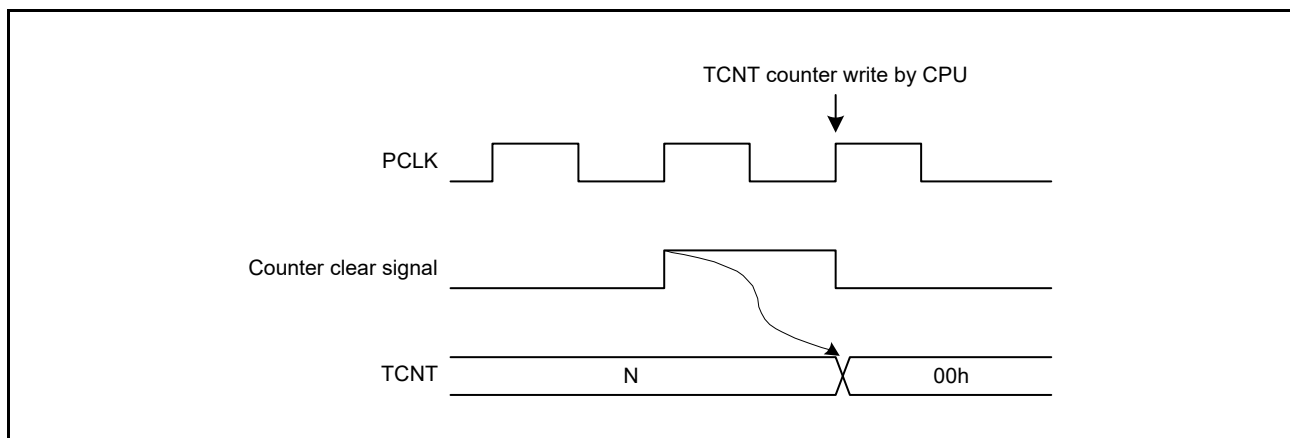 TCNT counter write by CPU
PCLK
Counter clear signal
TCNT
N
00h